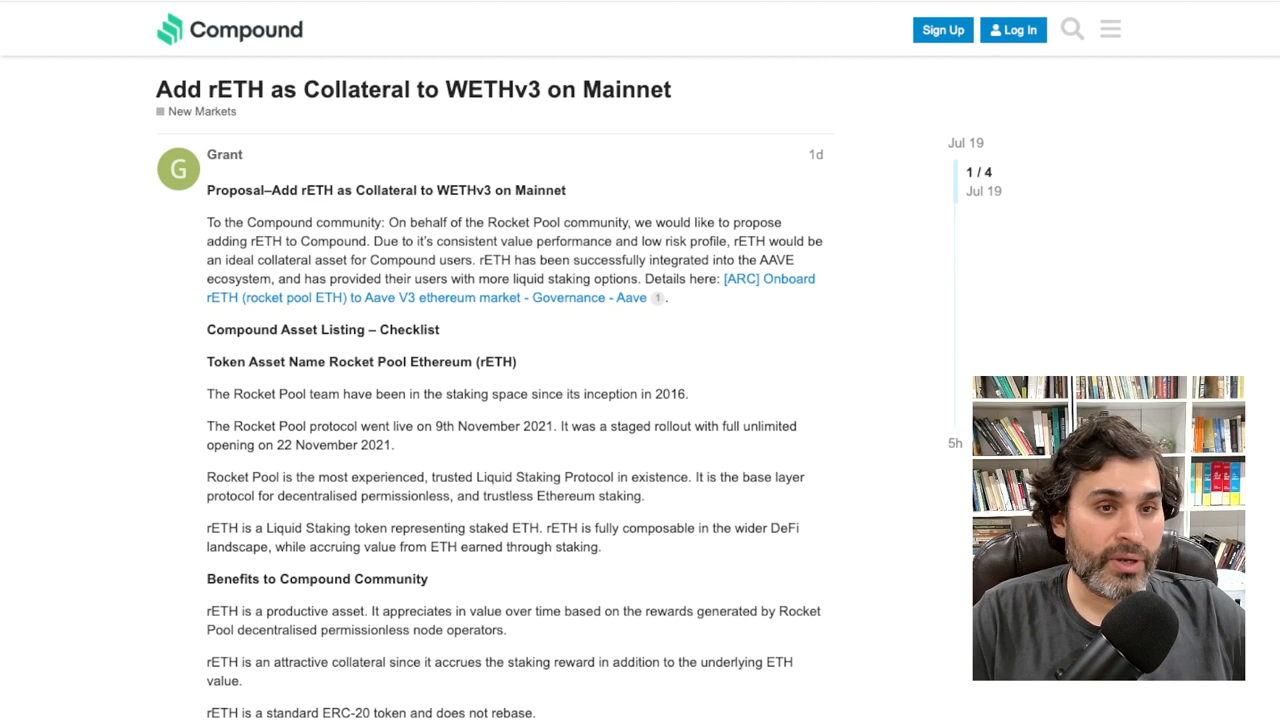 Compound
Sign Up
Log In
Add rETH as Collateral to WETHv3 on Mainnet
New Markets
G
Grant
1d
Proposal–Add rETH as Collateral to WETHv3 on Mainnet
To the Compound community: On behalf of the Rocket Pool community, we would like to propose
adding rETH to Compound. Due to it’s consistent value performance and low risk profile, rETH would be
an ideal collateral asset for Compound users. rETH has been successfully integrated into the AAVE
ecosystem, and has provided their users with more liquid staking options. Details here: [ARC] Onboard
rETH (rocket pool ETH) to Aave V3 ethereum market - Governance - Aave 1.
Compound Asset Listing – Checklist
Token Asset Name Rocket Pool Ethereum (rETH)
The Rocket Pool team have been in the staking space since its inception in 2016.
The Rocket Pool protocol went live on 9th November 2021. It was a staged rollout with full unlimited
opening on 22 November 2021.
Rocket Pool is the most experienced, trusted Liquid Staking Protocol in existence. It is the base layer
protocol for decentralised permissionless, and trustless Ethereum staking.
rETH is a Liquid Staking token representing staked ETH. rETH is fully composable in the wider DeFi
landscape, while accruing value from ETH earned through staking.
Benefits to Compound Community
rETH is a productive asset. It appreciates in value over time based on the rewards generated by Rocket
Pool decentralised permissionless node operators.
rETH is an attractive collateral since it accrues the staking reward in addition to the underlying ETH
value.
rETH is a standard ERC-20 token and does not rebase.
Jul 19
1 / 4
Jul 19
5h